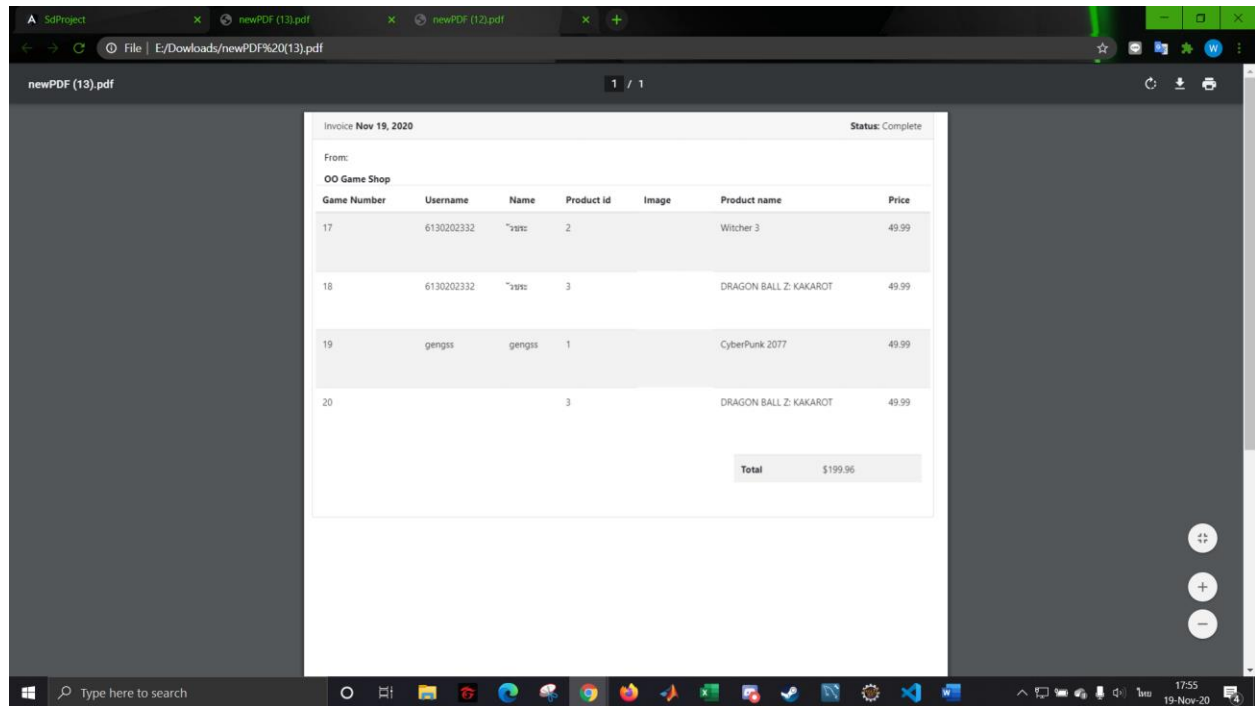 SdProject newPDF (13).pdf newPDF (12).pdf
File | E:/Dowloads/newPDF%20(13).pdf W
newPDF (13).pdf 1 / 1
Invoice Nov 19, 2020 Status: Complete
From:
OO Game Shop
Game Number Username Name Product id Image Product name Price
17 6130202332 2 Witcher 3 49.99
18 6130202332 3 DRAGON BALL Z: KAKAROT 49.99
19 gengss gengss 1 CyberPunk 2077 49.99
20 3 DRAGON BALL Z: KAKAROT 49.99
Total $199.96
Type here to search ไทย 17:55
19-Nov-20